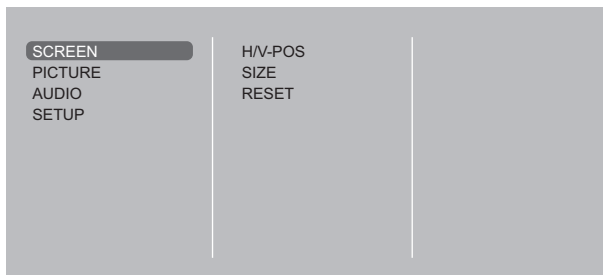 SCREEN
PICTURE
AUDIO
SETUP
H/V-POS
SIZE
RESET